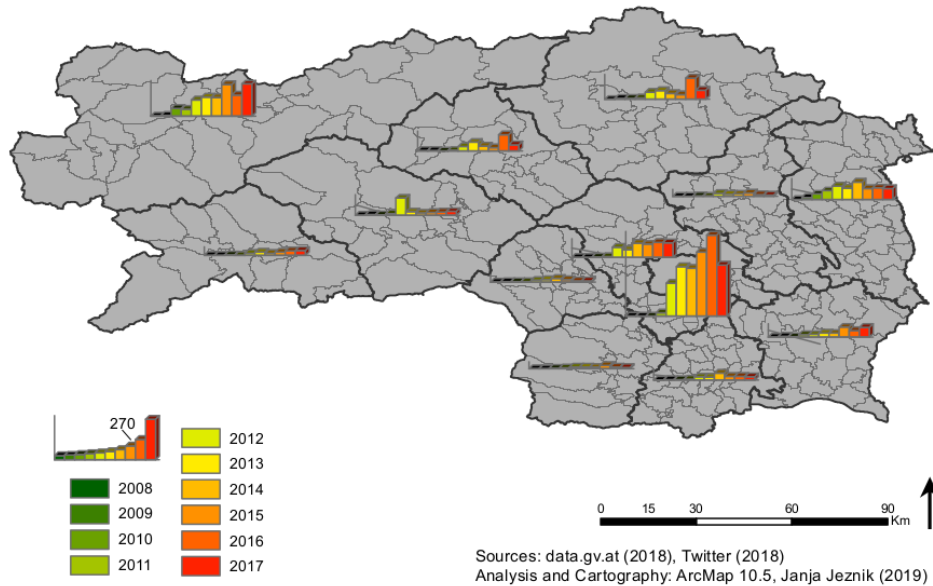 270
2008
2009
2010
2011
2012
2013
2014
2015
2016
2017
0 15 30 60 90
Km
Sources: data.gv.at (2018), Twitter (2018)
Analysis and Cartography: ArcMap 10.5, Janja Jeznik (2019)